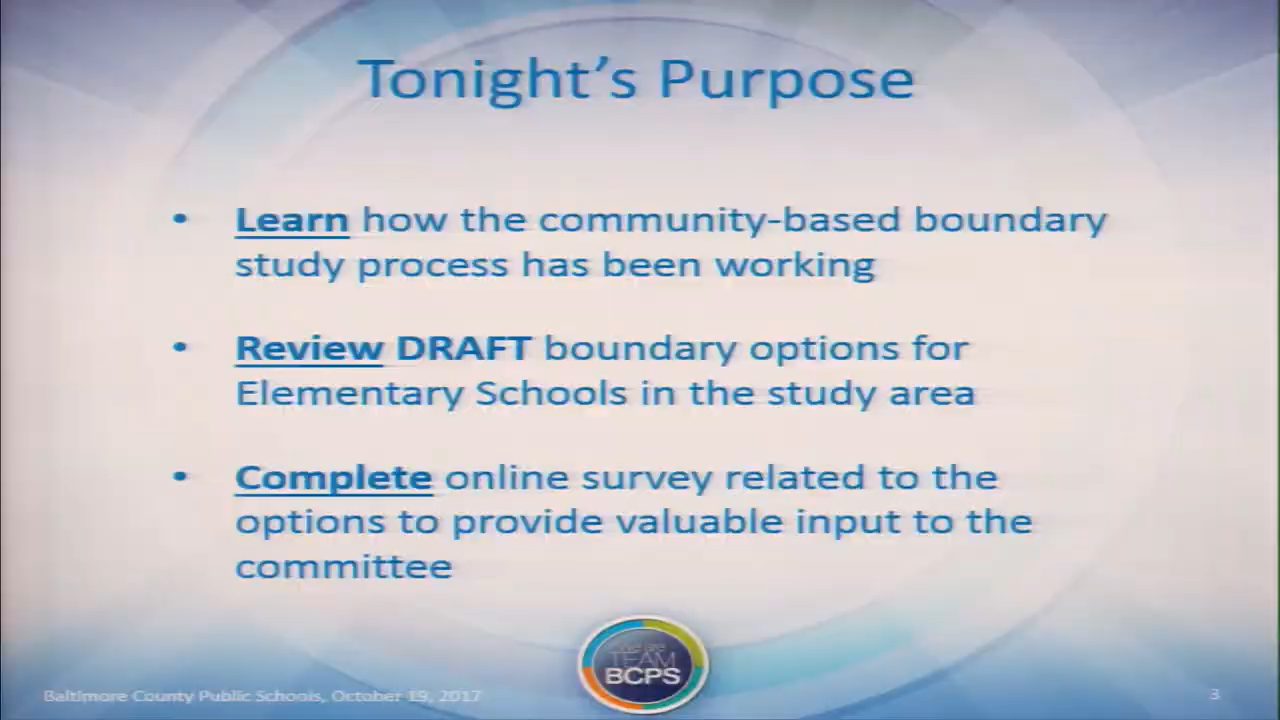 Tonight's Purpose
• Learn how the community-based boundary
study process has been working
• Review DRAFT boundary options for
Elementary Schools in the study area
• Complete online survey related to the
options to provide valuable input to the
committee
We are
TEAM
BCPS
Baltimore County Public Schools, October 19, 2017
3